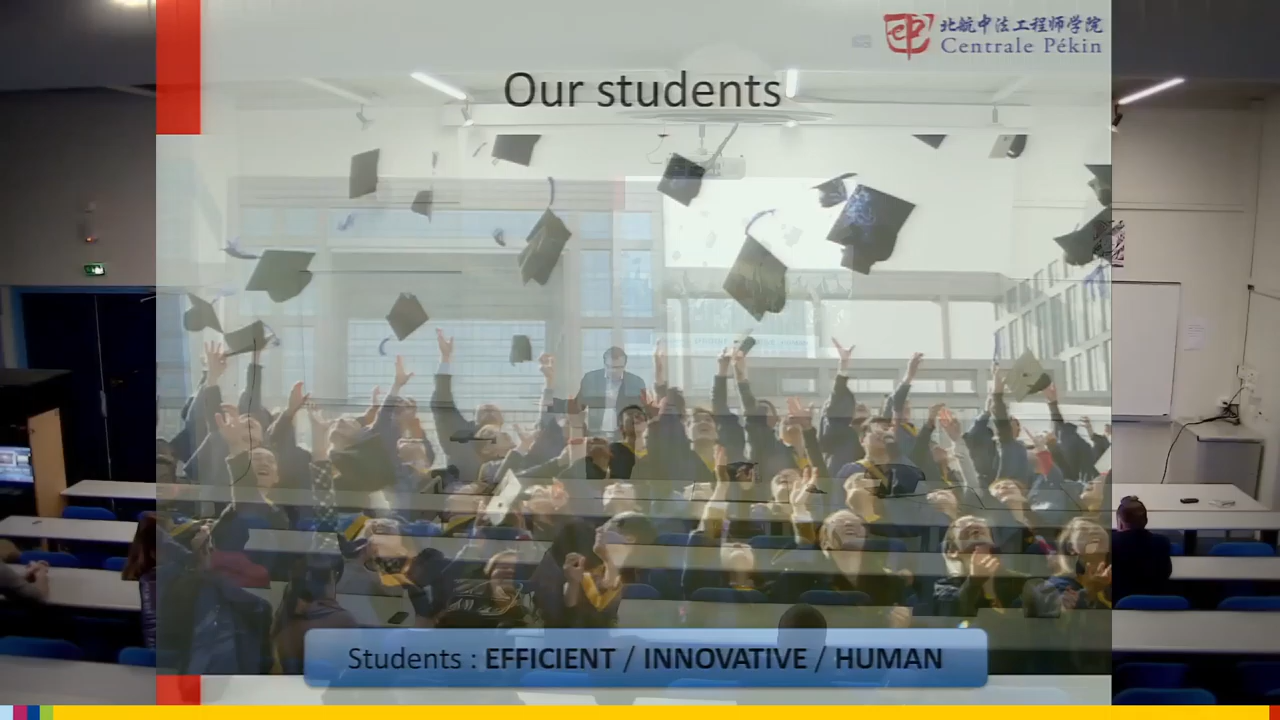 北航中法工程师学院
Centrale Pékin
Our students
Students : EFFICIENT / INNOVATIVE / HUMAN